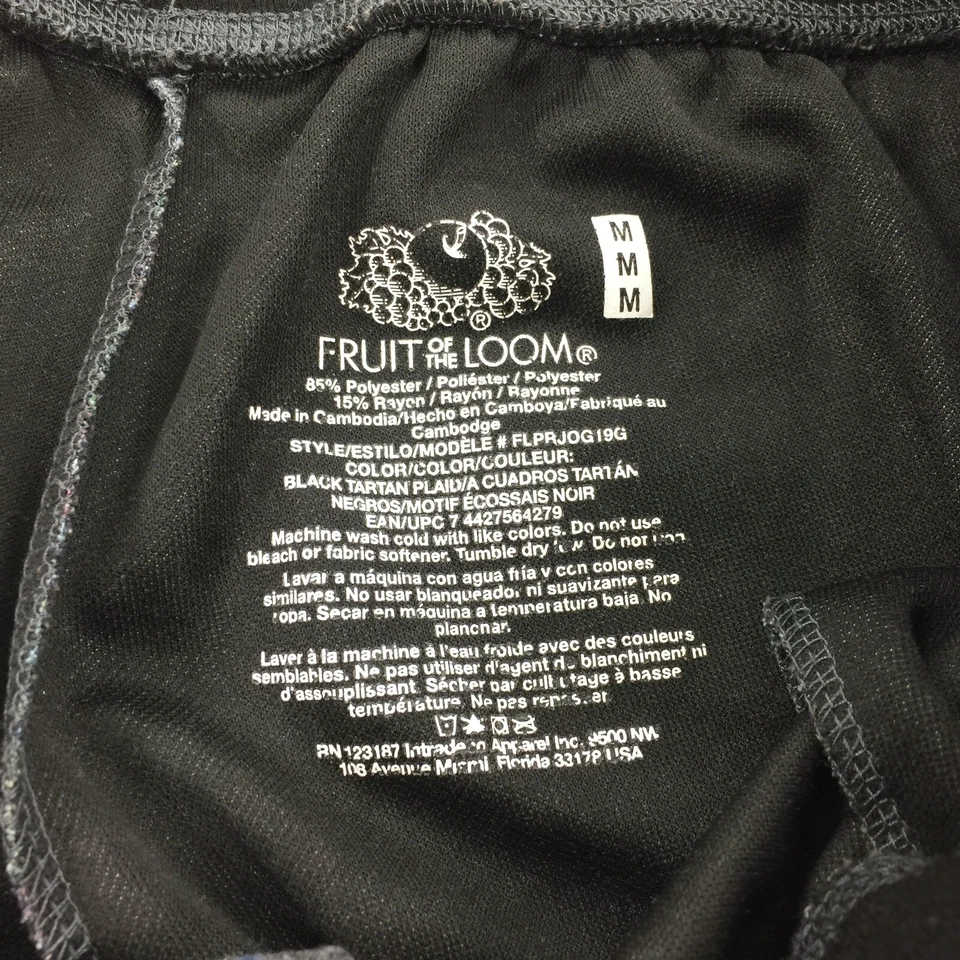 M
M
M
®
FRUIT OF THE LOOM®
85% Polyester / Poliéster / Polyester
15% Rayon / Rayón / Rayonne
Made in Cambodia/Hecho en Camboya/Fabriqué au
Cambodge
STYLE/ESTILO/MODÈLE # FLPRJOG19G
COLOR/COLOR/COULEUR:
BLACK TARTAN PLAID/A CUADROS TARTÁN
NEGROS/MOTIF ÉCOSSAIS NOIR
EAN/UPC 7 4427564279
Machine wash cold with like colors. Do not use
bleach or fabric softener. Tumble dry low. Do not
Lavar a máquina con agua fría y con colores
similares. No usar blanqueador ni suavizante para
ropa. Secar en máquina a temperatura baja. No
planchar.
Laver à la machine à l'eau froide avec des couleurs
semblables. Ne pas utiliser d'agent de blanchiment ni
d'assouplissant. Sécher par culbutage à basse
température. Ne pas repasser
RN 123187 Intradeco Apparel Inc. 9500 NW
108 Avenue Miami, Florida 33178 USA